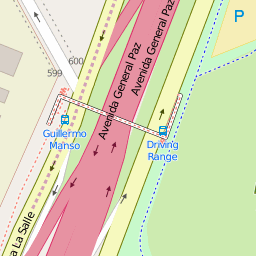 P
Avenida General Paz
Avenida General Paz
600
599
Guillermo
Manso
Driving
Range
a La Salle